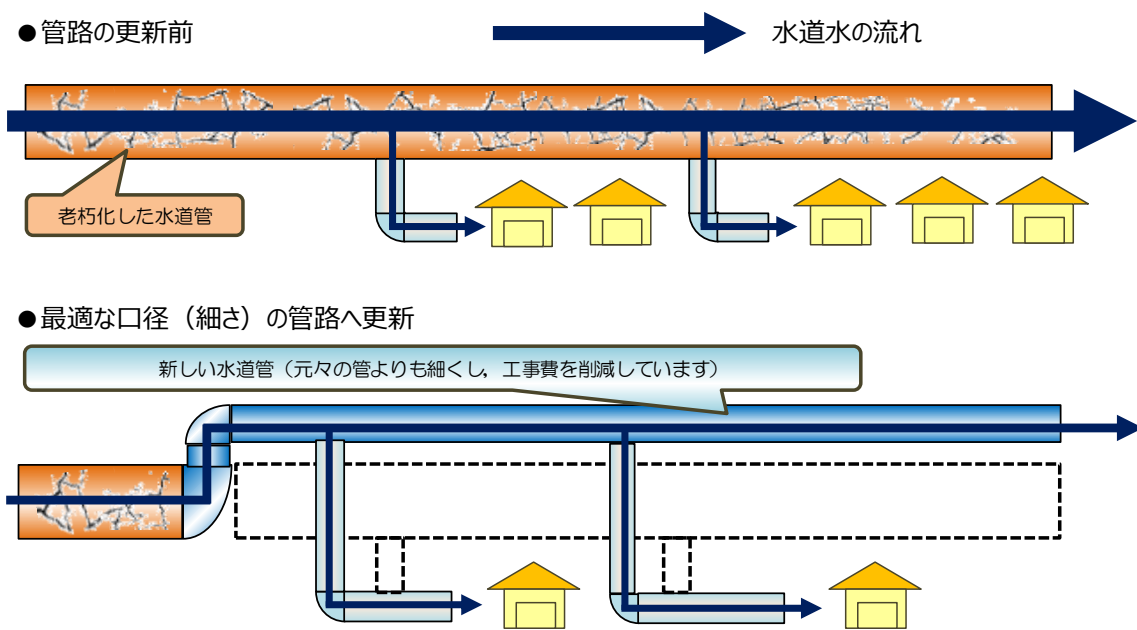 ●管路の更新前
水道水の流れ
老朽化した水道管
●最適な口径（細さ）の管路へ更新
新しい水道管（元々の管よりも細くし，工事費を削減しています）